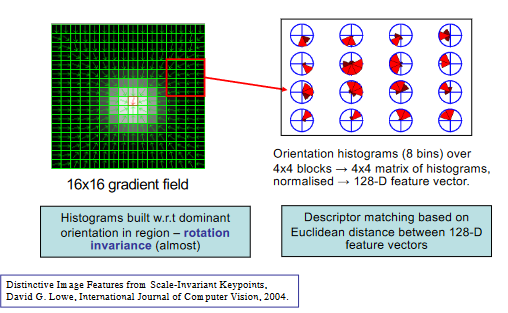 16x16 gradient field
Orientation histograms (8 bins) over
4x4 blocks → 4x4 matrix of histograms,
normalised → 128-D feature vector.
Histograms built w.r.t dominant
orientation in region – rotation
invariance (almost)
Descriptor matching based on
Euclidean distance between 128-D
feature vectors
Distinctive Image Features from Scale-Invariant Keypoints,
David G. Lowe, International Journal of Computer Vision, 2004.